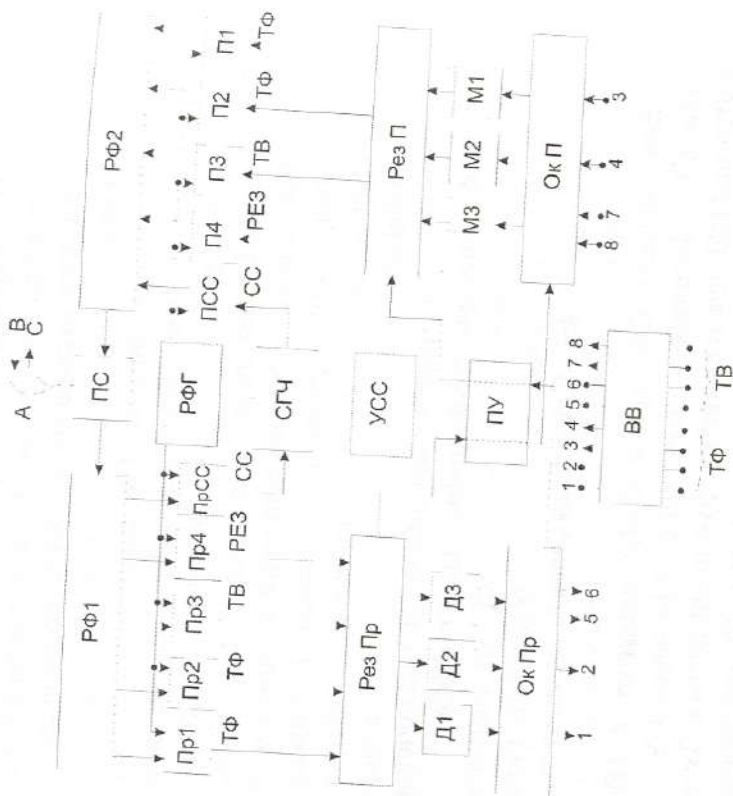 А
В
С
РФ1
ПС
РФ2
Пр1
Пр2
Пр3
Пр4
ПрСС
РФГ
ПСС
П4
П3
П2
П1
ТФ
ТФ
ТВ
РЕЗ
СС
СГЧ
СС
РЕЗ
ТВ
ТФ
ТФ
Рез Пр
УСС
Рез П
Д1
Д2
Д3
ПУ
М3
М2
М1
Ок Пр
Ок П
1
2
5
6
1
2
3
4
5
6
7
8
8
7
4
3
ВВ
ТФ
ТВ